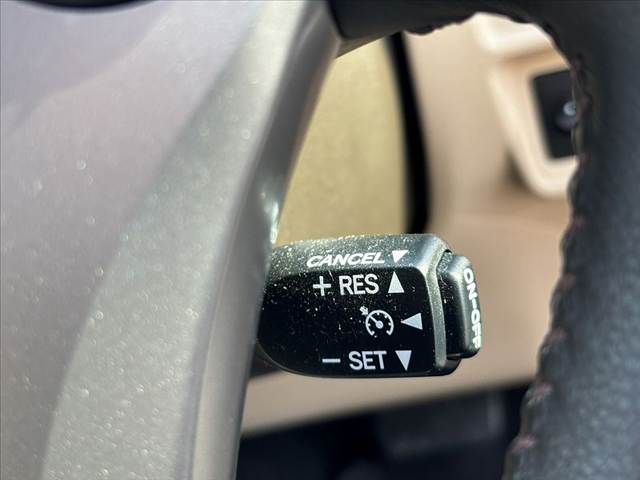 CANCEL ▼
+ RES ▲
◀
− SET ▼
ON-OFF